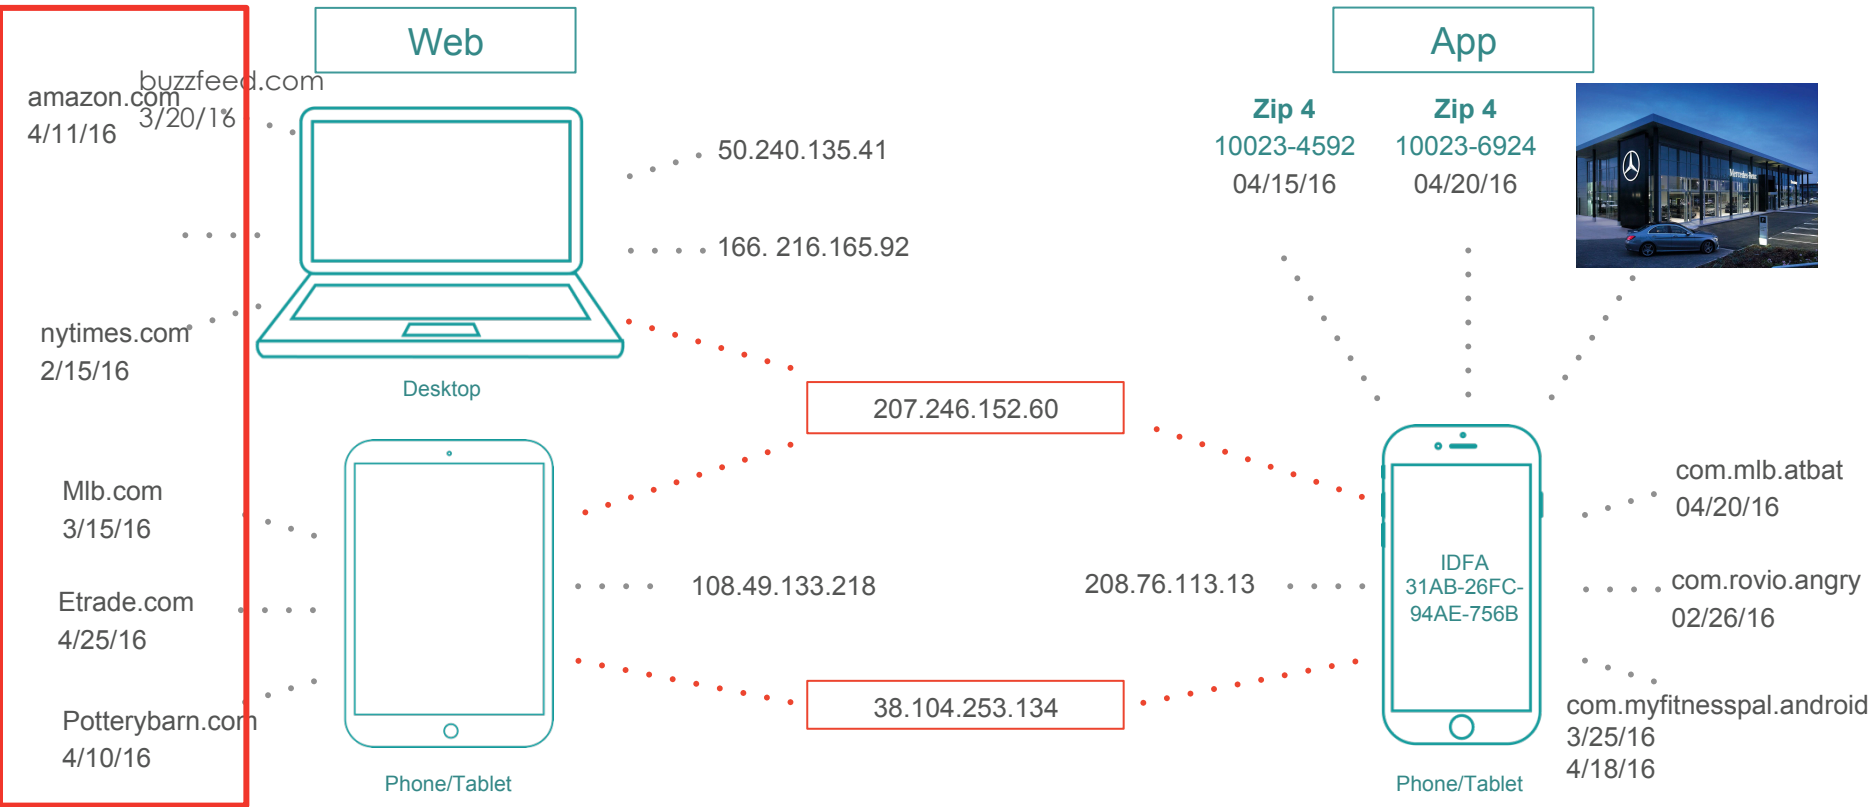 Web
App
buzzfeed.com
3/20/16
amazon.com
4/11/16
nytimes.com
2/15/16
50.240.135.41
166. 216.165.92
Desktop
Zip 4
10023-4592
04/15/16
Zip 4
10023-6924
04/20/16
Mercedes-Benz
207.246.152.60
Mlb.com
3/15/16
Etrade.com
4/25/16
Potterybarn.com
4/10/16
108.49.133.218
208.76.113.13
38.104.253.134
Phone/Tablet
IDFA
31AB-26FC-
94AE-756B
com.mlb.atbat
04/20/16
com.rovio.angry
02/26/16
com.myfitnesspal.android
3/25/16
4/18/16
Phone/Tablet